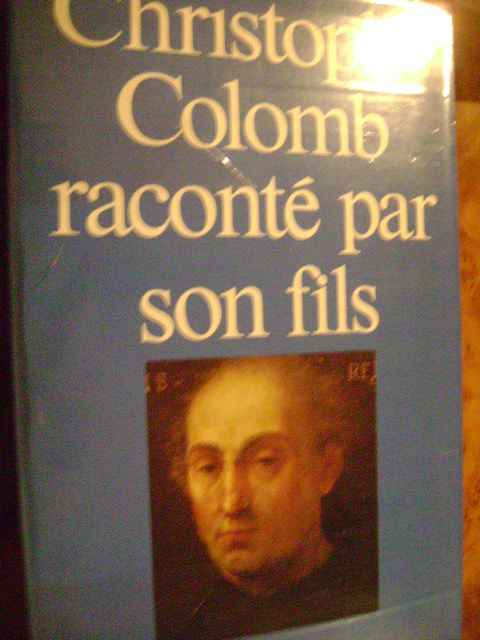 Christophe
Colomb
raconté par
son fils